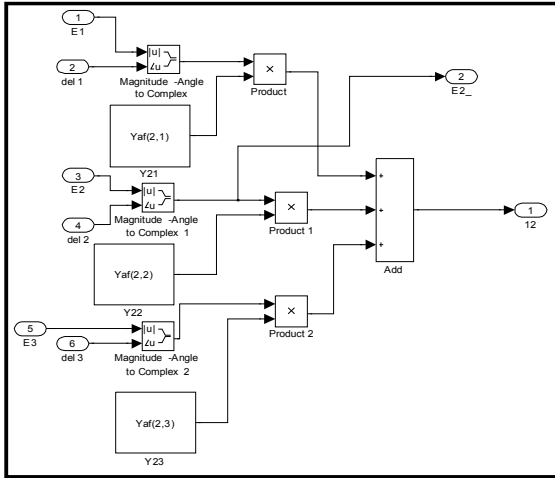 1
E1
2
del 1
|u|
∠u
Magnitude -Angle
to Complex
×
Product
2
E2_
Yaf(2,1)
Y21
3
E2
4
del 2
|u|
∠u
Magnitude -Angle
to Complex 1
×
Product 1
+
+
+
Add
1
12
Yaf(2,2)
Y22
5
E3
6
del 3
|u|
∠u
Magnitude -Angle
to Complex 2
×
Product 2
Yaf(2,3)
Y23